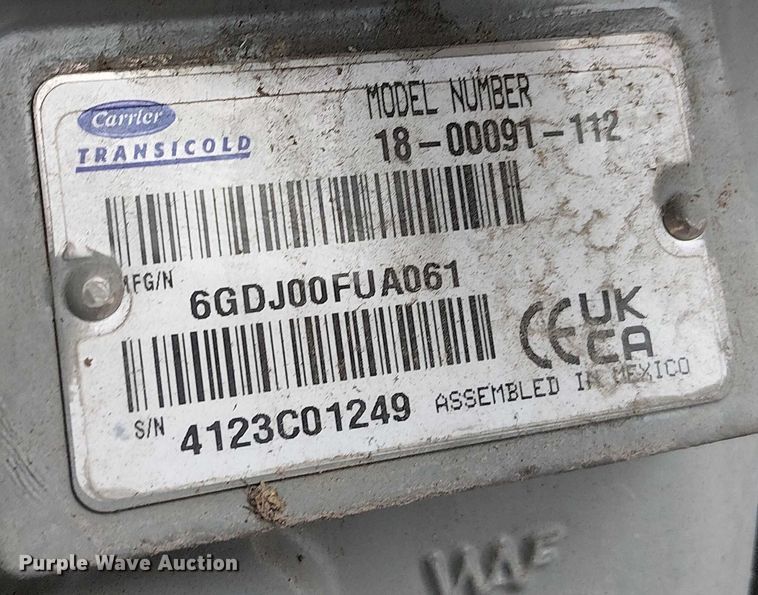 Carrier
TRANSICOLD
MODEL NUMBER
18-00091-112
MFG/N
6GDJ00FUA061
S/N
4123C01249
CE UK
CA
ASSEMBLED IN MEXICO
Purple Wave Auction